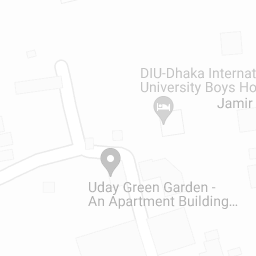 DIU-Dhaka Internat
University Boys Ho
Jamir
Uday Green Garden -
An Apartment Building...